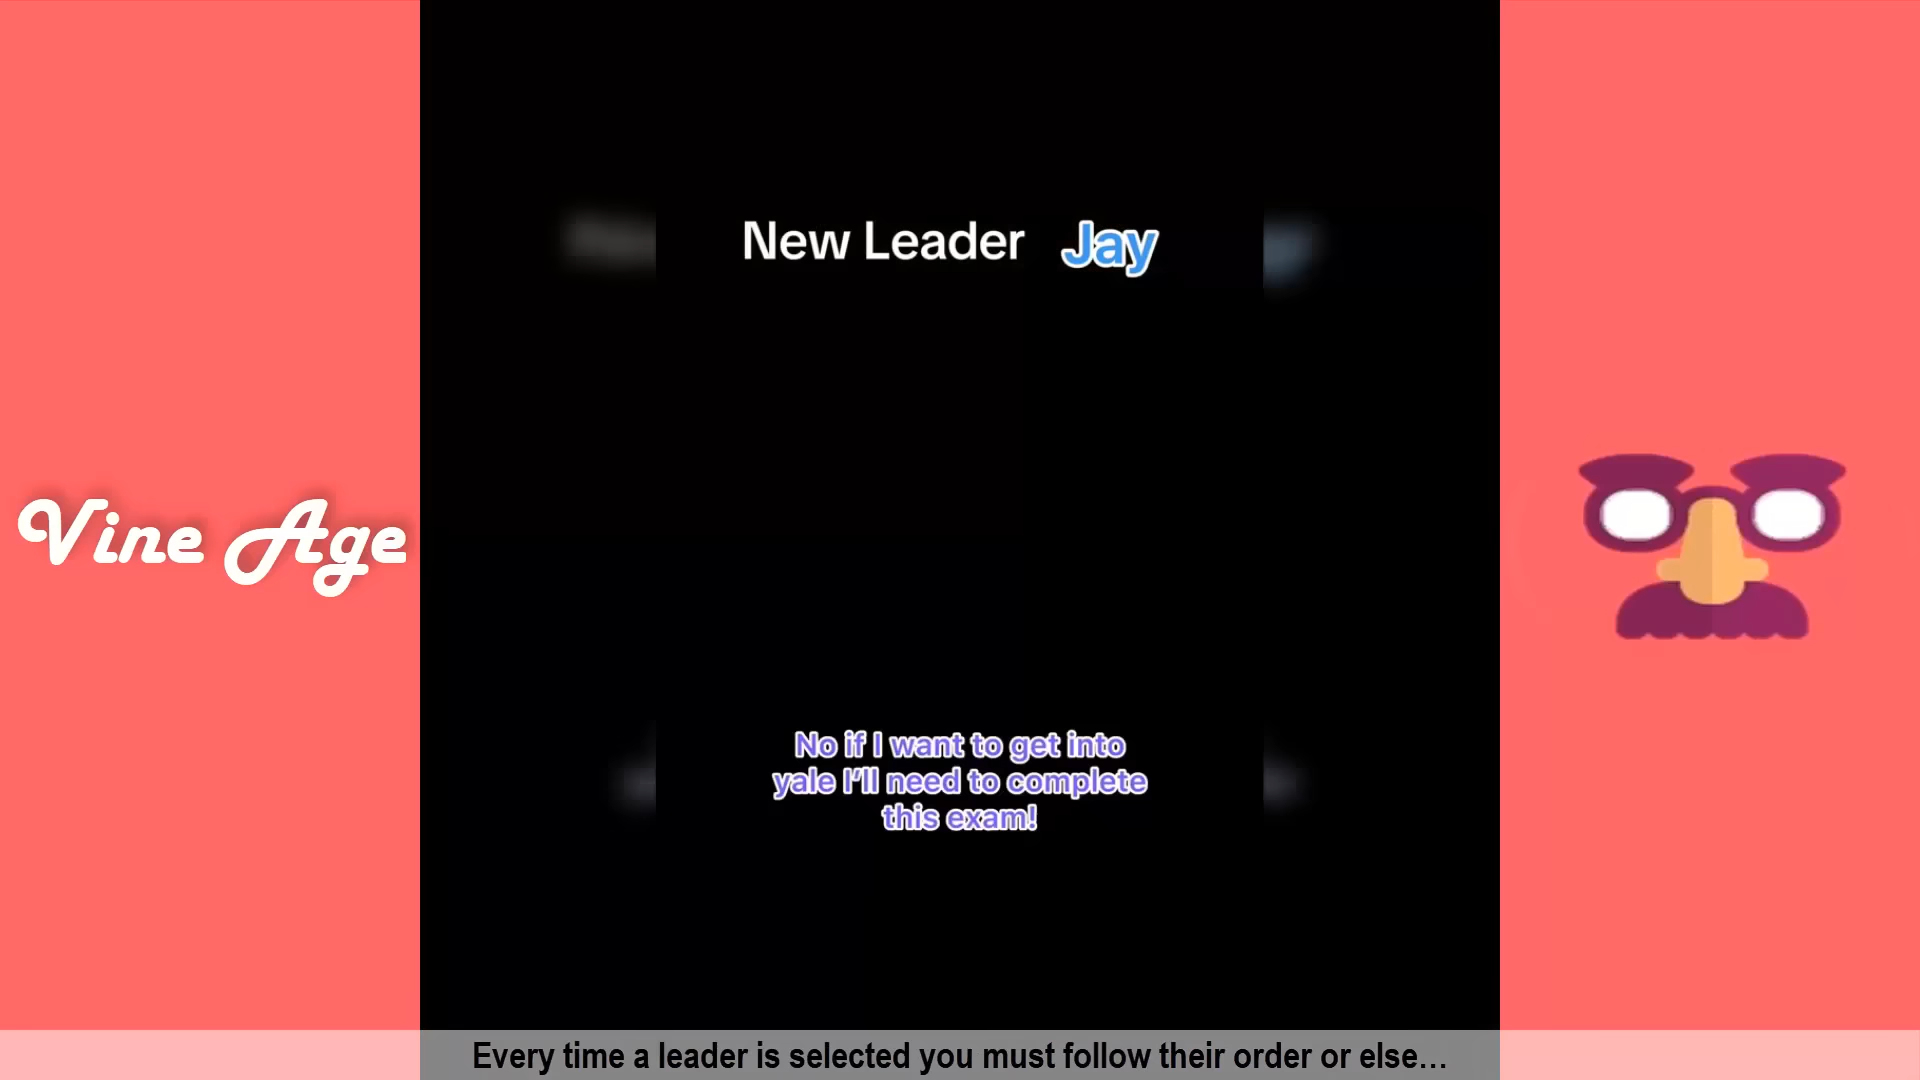 New Leader Jay
Vine Age
No if I want to get into
yale I'll need to complete
this exam!
Every time a leader is selected you must follow their order or else...